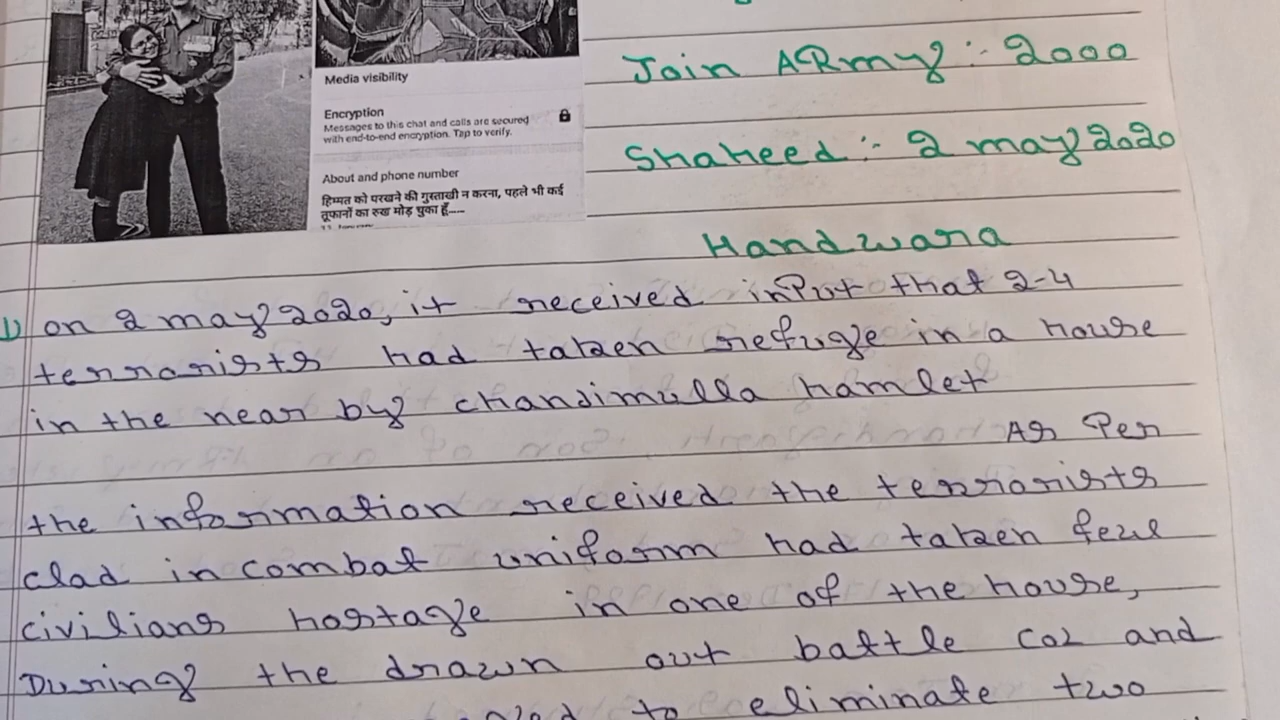 Join ARmy :- 2000
Media visibility
Encryption
Messages to this chat and calls are secured
with end-to-end encryption. Tap to verify.
Shaheed :- 2 may 2020
About and phone number
हिम्मत को परखने की गुस्ताखी न करना, पहले भी कई
तूफानों का रुख मोड़ चुका हूँ.....
Handwara
1) on 2 may 2020, it received input that 2-4
terrorists had taken refuge in a house
in the near by chandimulla hamlet
As Per
the information received the terrorists
clad in combat uniform had taken few
civilians hostage in one of the house,
During the drawn out battle Col and
to eliminate two